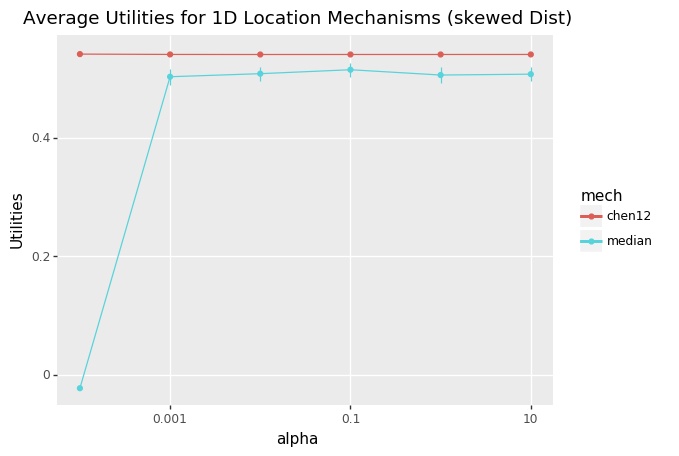 Average Utilities for 1D Location Mechanisms (skewed Dist)
0.4
0.2
0
Utilities
0.001
0.1
10
alpha
mech
chen12
median